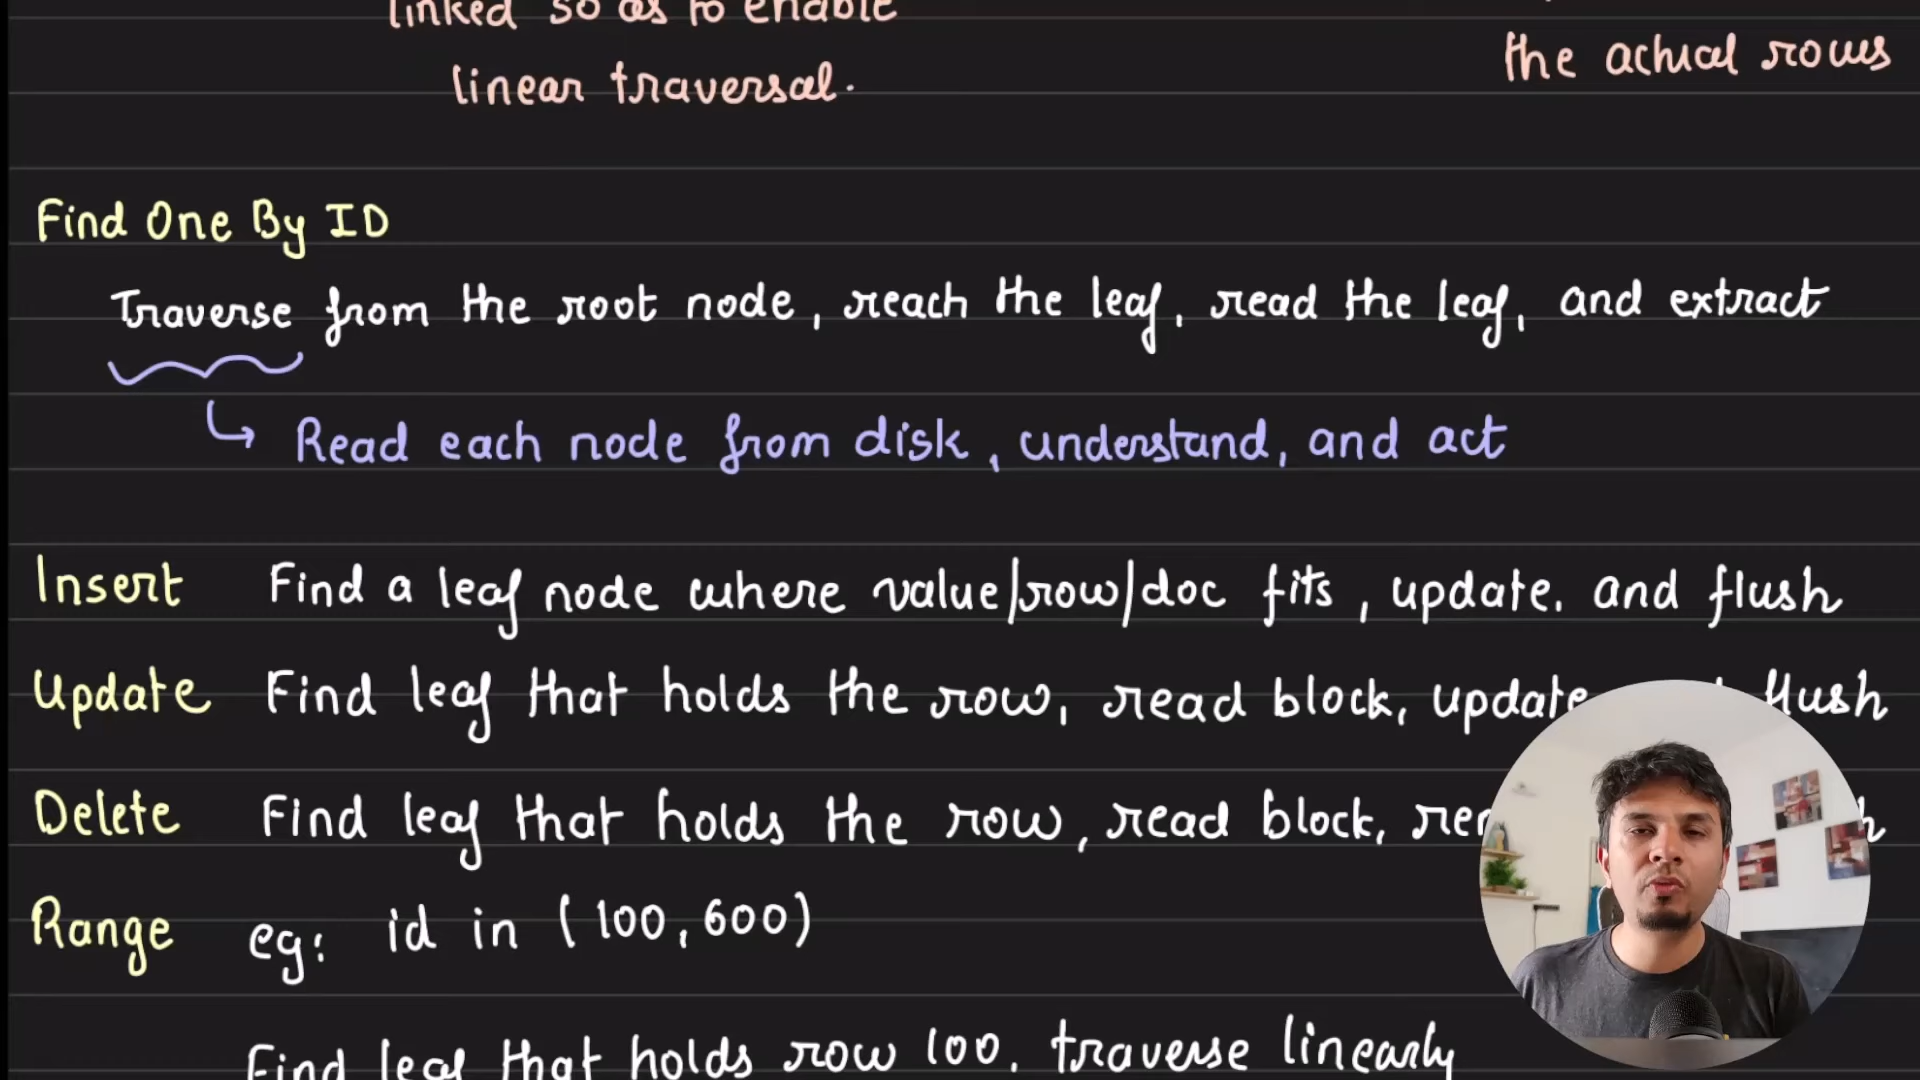 linked so as to enable
linear traversal.
the actual rows
Find One By ID
Traverse from the root node, reach the leaf, read the leaf, and extract
Read each node from disk, understand, and act
Insert Find a leaf node where value/row/doc fits, update. and flush
Update Find leaf that holds the row, read block, update flush
Delete Find leaf that holds the row, read block,
Range eg: id in (100, 600)
Find leaf that holds row 100. traverse linearly